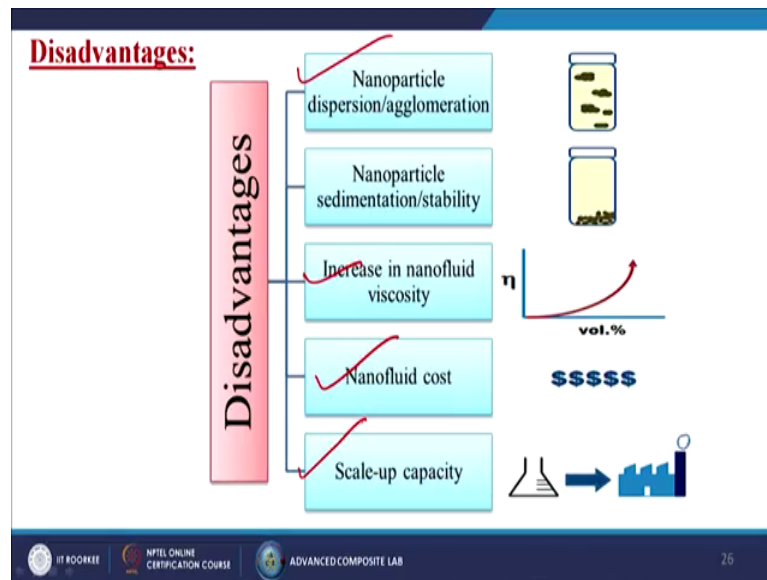 Disadvantages:
Disadvantages
Nanoparticle
dispersion/agglomeration
Nanoparticle
sedimentation/stability
Increase in nanofluid
viscosity
η
vol.%
Nanofluid cost
$$$$$
Scale-up capacity
IIT ROORKEE
NPTEL ONLINE
CERTIFICATION COURSE
ADVANCED COMPOSITE LAB
26